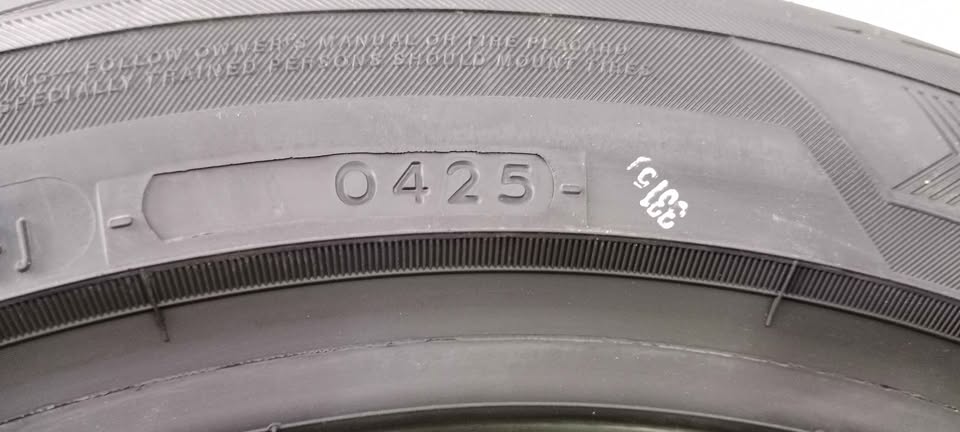 FOLLOW OWNER'S MANUAL OR TIRE PLACARD
SPECIALLY TRAINED PERSONS SHOULD MOUNT TIRES
- 0425 -
J